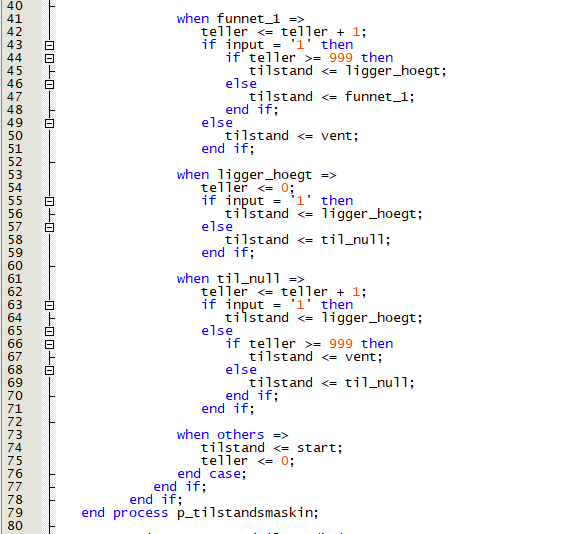 40
41 when funnet_1 =>
42 teller <= teller + 1;
43 if input = '1' then
44 if teller >= 999 then
45 tilstand <= ligger_hoegt;
46 else
47 tilstand <= funnet_1;
48 end if;
49 else
50 tilstand <= vent;
51 end if;
52
53 when ligger_hoegt =>
54 teller <= 0;
55 if input = '1' then
56 tilstand <= ligger_hoegt;
57 else
58 tilstand <= til_null;
59 end if;
60
61 when til_null =>
62 teller <= teller + 1;
63 if input = '1' then
64 tilstand <= ligger_hoegt;
65 else
66 if teller >= 999 then
67 tilstand <= vent;
68 else
69 tilstand <= til_null;
70 end if;
71 end if;
72
73 when others =>
74 tilstand <= start;
75 teller <= 0;
76 end case;
77 end if;
78 end if;
79 end process p_tilstandsmaskin;
80